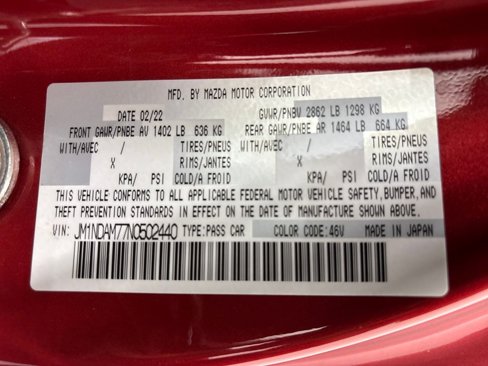 MFD. BY MAZDA MOTOR CORPORATION
DATE 02/22 GVWR/PNBV 2862 LB 1298 KG
FRONT GAWR/PNBE AV 1402 LB 636 KG REAR GAWR/PNBE AR 1464 LB 664 KG
WITH/AVEC / TIRES/PNEUS WITH/AVEC / TIRES/PNEUS
X RIMS/JANTES X RIMS/JANTES
KPA/ PSI COLD/A FROID KPA/ PSI COLD/A FROID
THIS VEHICLE CONFORMS TO ALL APPLICABLE FEDERAL MOTOR VEHICLE SAFETY,BUMPER,AND
THEFT PREVENTION STANDARDS IN EFFECT ON THE DATE OF MANUFACTURE SHOWN ABOVE.
VIN: JM1NDAM77N0502440 TYPE:PASS CAR COLOR CODE:46V MADE IN JAPAN